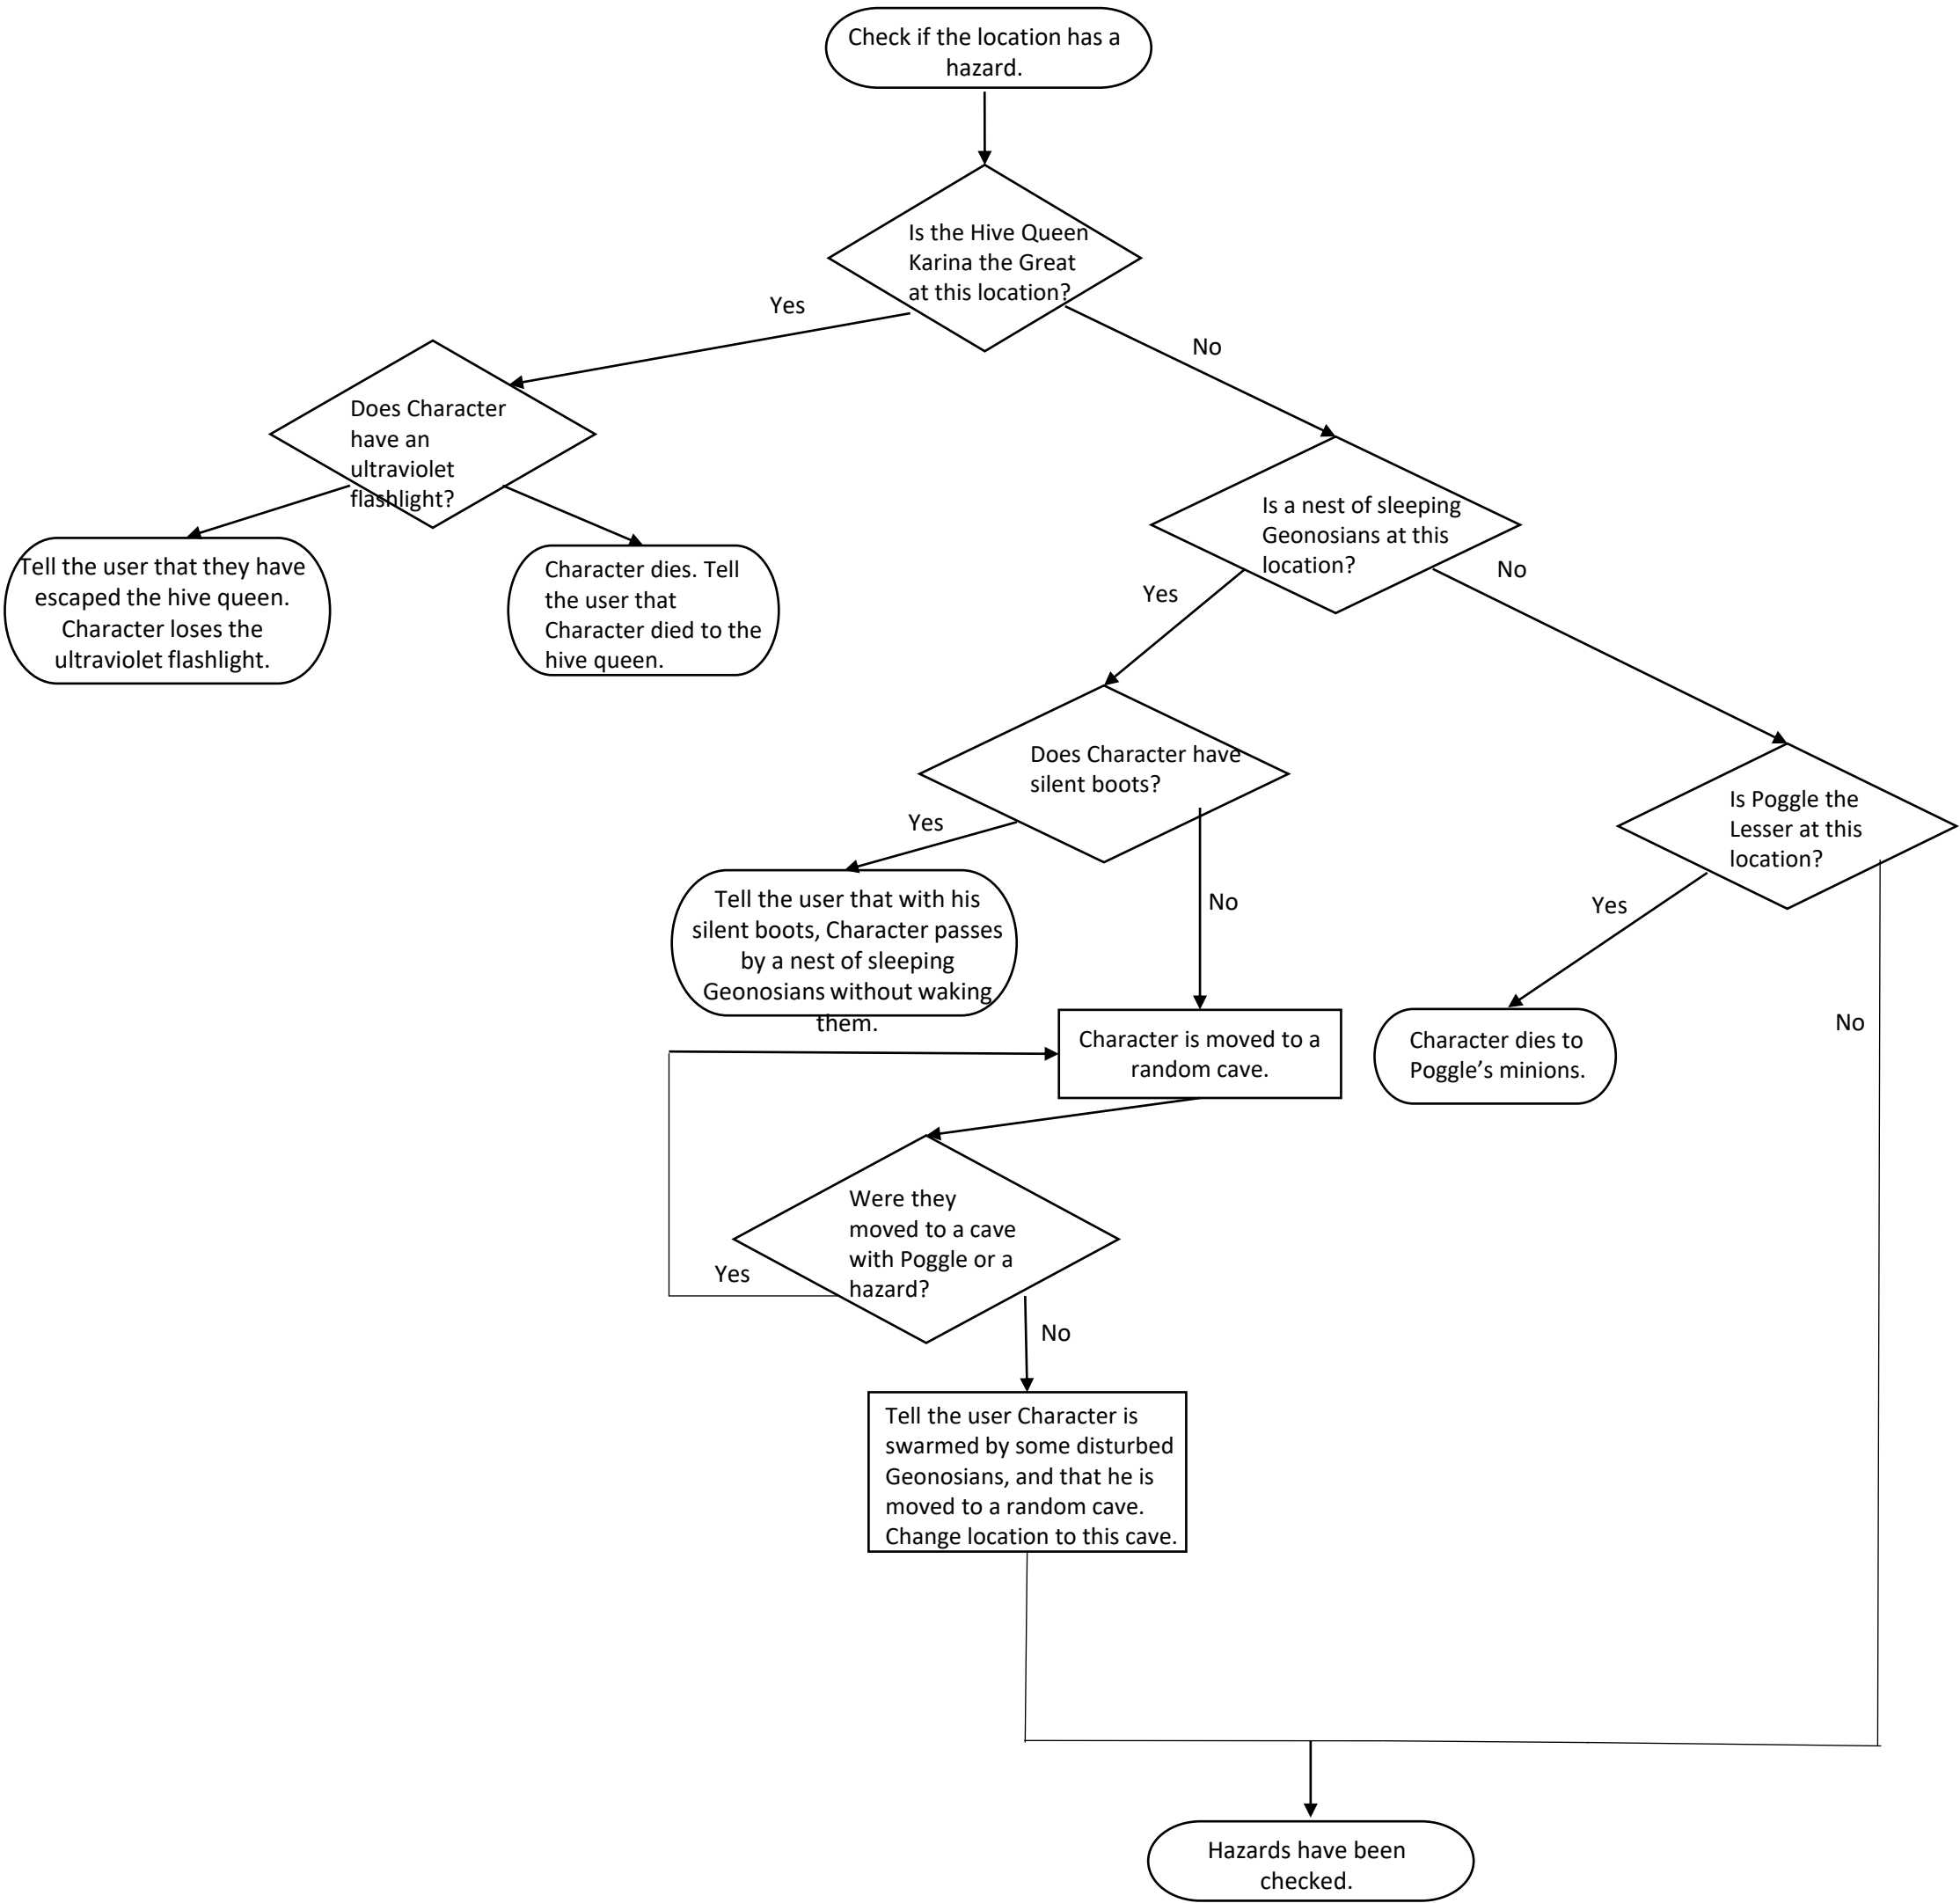 Check if the location has a
hazard.
Is the Hive Queen
Karina the Great
at this location?
Yes
No
Does Character
have an
ultraviolet
flashlight?
Tell the user that they have
escaped the hive queen.
Character loses the
ultraviolet flashlight.
Character dies. Tell
the user that
Character died to the
hive queen.
Is a nest of sleeping
Geonosians at this
location?
Yes
No
Does Character have
silent boots?
Yes
No
Tell the user that with his
silent boots, Character passes
by a nest of sleeping
Geonosians without waking
them.
Is Poggle the
Lesser at this
location?
Yes
No
Character dies to
Poggle’s minions.
Character is moved to a
random cave.
Were they
moved to a cave
with Poggle or a
hazard?
Yes
No
Tell the user Character is
swarmed by some disturbed
Geonosians, and that he is
moved to a random cave.
Change location to this cave.
Hazards have been
checked.